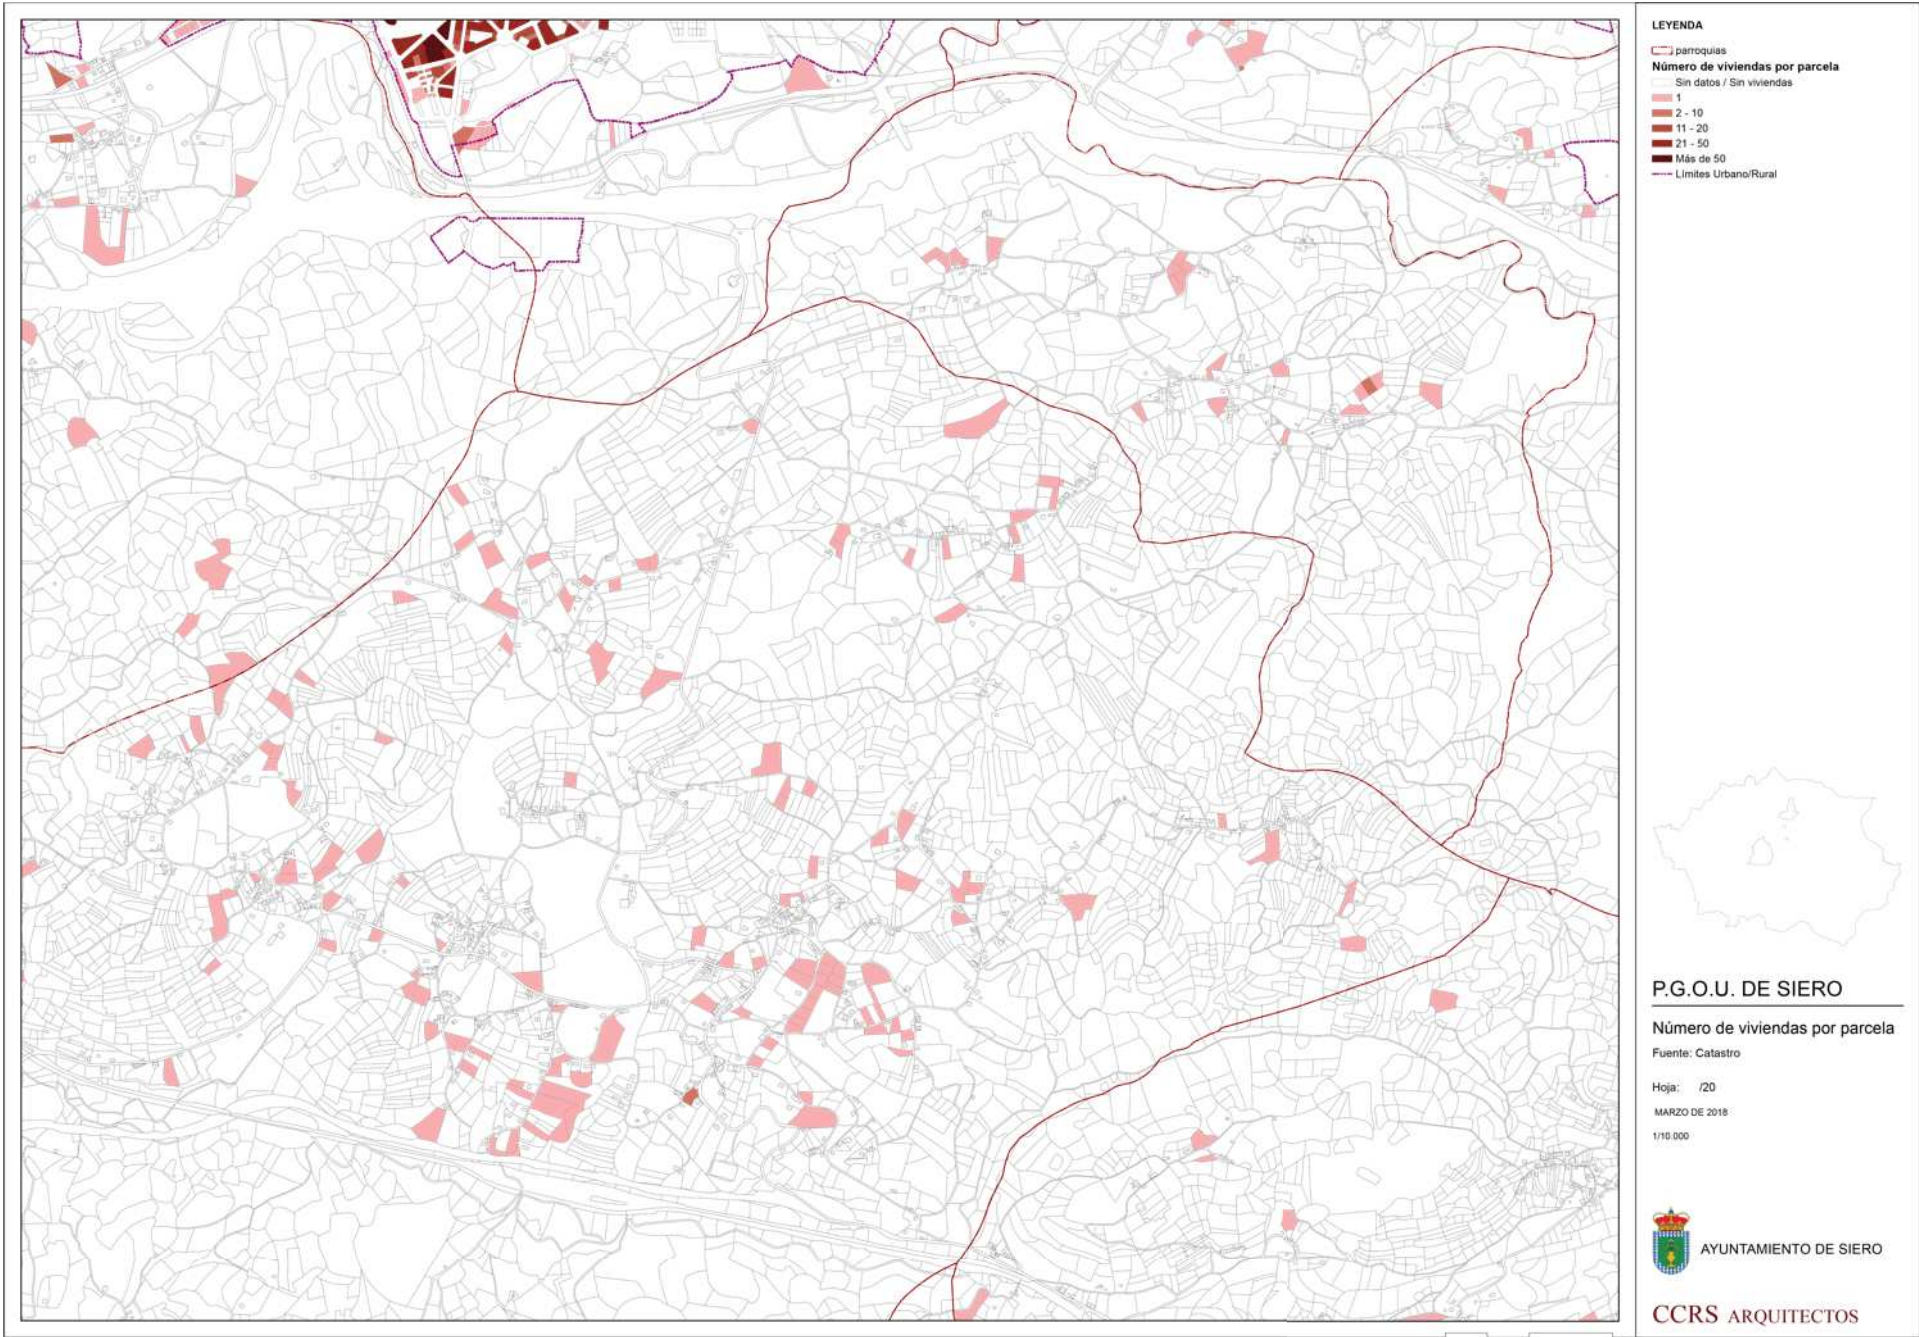 LEYENDA
parroquias
Número de viviendas por parcela
Sin datos / Sin viviendas
1
2 - 10
11 - 20
21 - 50
Más de 50
Límites Urbano/Rural
P.G.O.U. DE SIERO
Número de viviendas por parcela
Fuente: Catastro
Hoja: /20
MARZO DE 2018
1/10.000
AYUNTAMIENTO DE SIERO
CCRS ARQUITECTOS